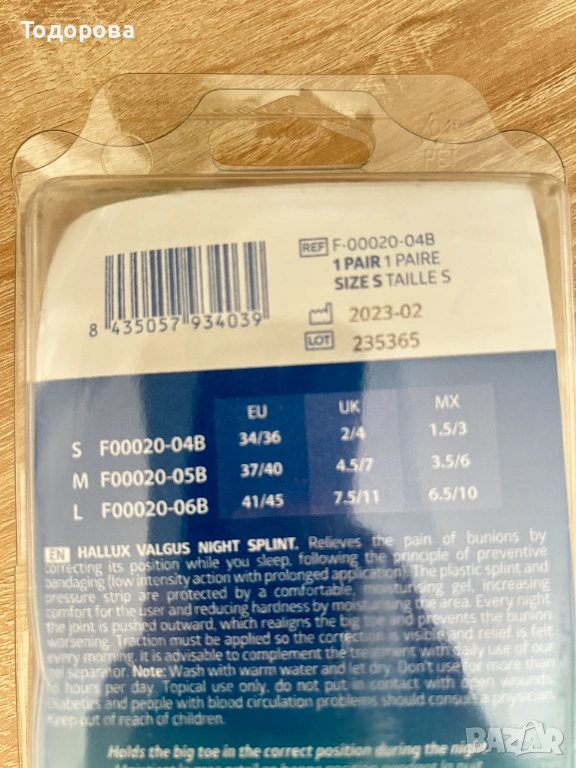 Тодорова
REF F-00020-04B
1 PAIR 1 PAIRE
SIZE S TAILLE S
2023-02
LOT 235365
8 435057 934039
EU UK MX
S F00020-04B 34/36 2/4 1.5/3
M F00020-05B 37/40 4.5/7 3.5/6
L F00020-06B 41/45 7.5/11 6.5/10
EN HALLUX VALGUS NIGHT SPLINT. Relieves the pain of bunions by
correcting its position while you sleep, following the principle of preventive
bandaging (low intensity action with prolonged application). The plastic splint and
pressure strip are protected by a comfortable, moisturising gel, increasing
comfort for the user and reducing hardness by moisturising the area. Every night
the joint is pushed outward, which realigns the big toe and prevents the bunion
worsening. Traction must be applied so the correction is visible and relief is felt
every morning. It is advisable to complement the treatment with daily use of our
gel separator. Note: Wash with warm water and let dry. Don't use for more than
hours per day. Topical use only, do not put in contact with open wounds.
Diabetics and people with blood circulation problems should consult a physician.
Keep out of reach of children.
Holds the big toe in the correct position during the
bazar